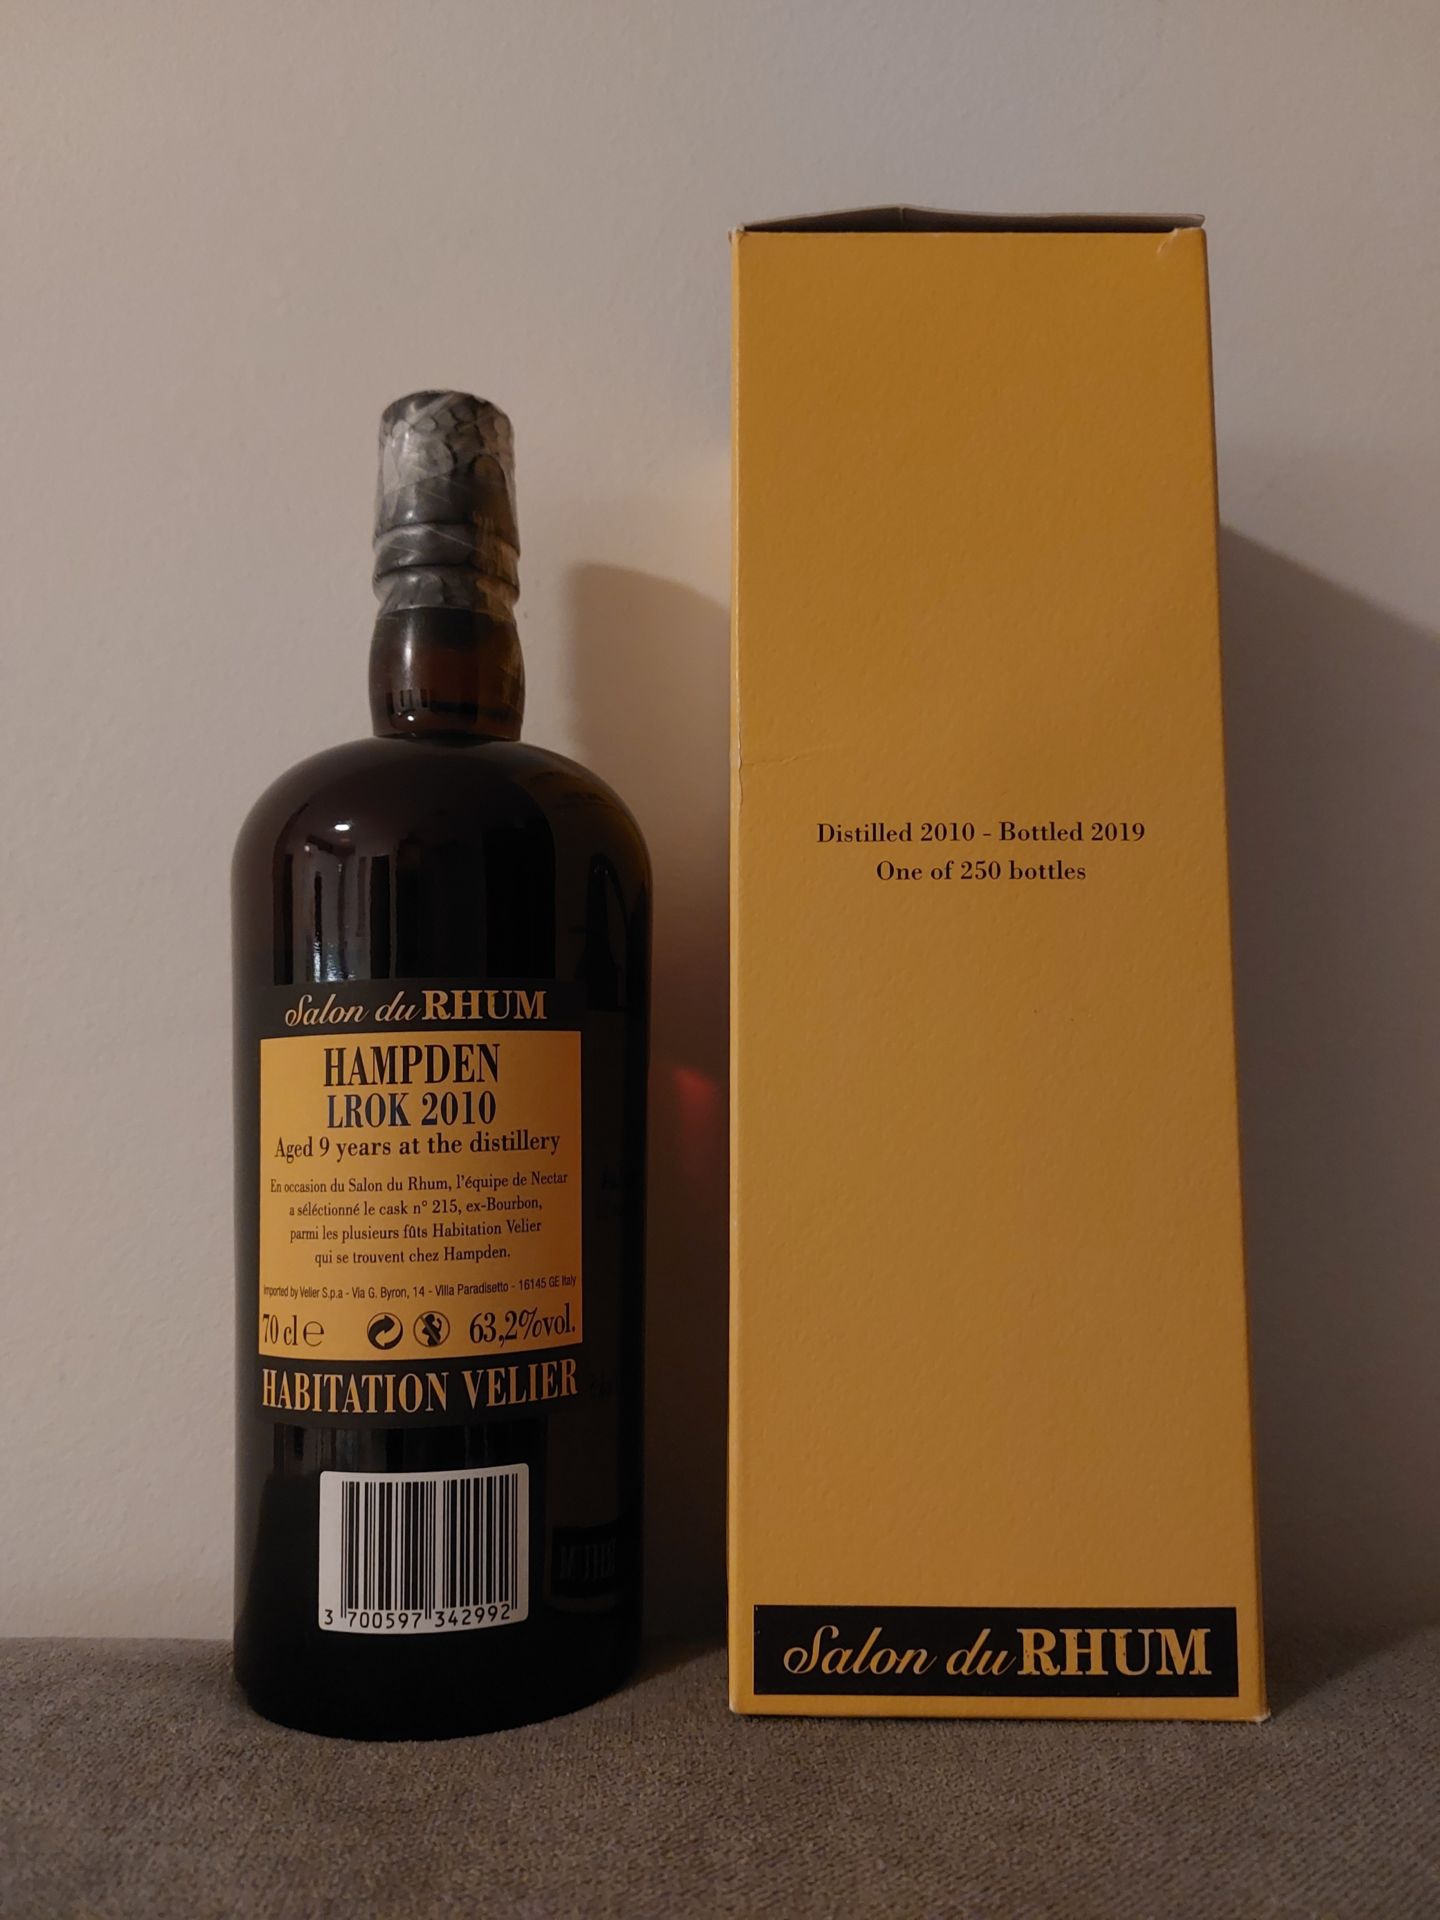 Salon du RHUM
HAMPDEN
LROK 2010
Aged 9 years at the distillery
En occasion du Salon du Rhum, l'équipe de Nectar
a séléctionné le cask n° 215, ex-Bourbon,
parmi les plusieurs fûts Habitation Velier
qui se trouvent chez Hampden.
Imported by Velier S.p.a - Via G. Byron, 14 - Villa Paradisetto - 16145 GE Italy
70 cl e 63,2%vol.
HABITATION VELIER
3 700597 342992
Distilled 2010 - Bottled 2019
One of 250 bottles
Salon du RHUM